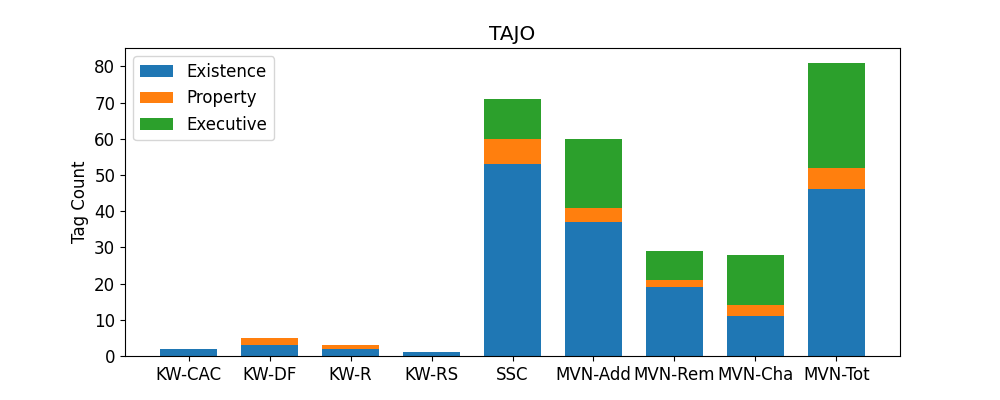 TAJO
Existence
Property
Executive
Tag Count
80
70
60
50
40
30
20
10
0
KW-CAC KW-DF KW-R KW-RS SSC MVN-Add MVN-Rem MVN-Cha MVN-Tot